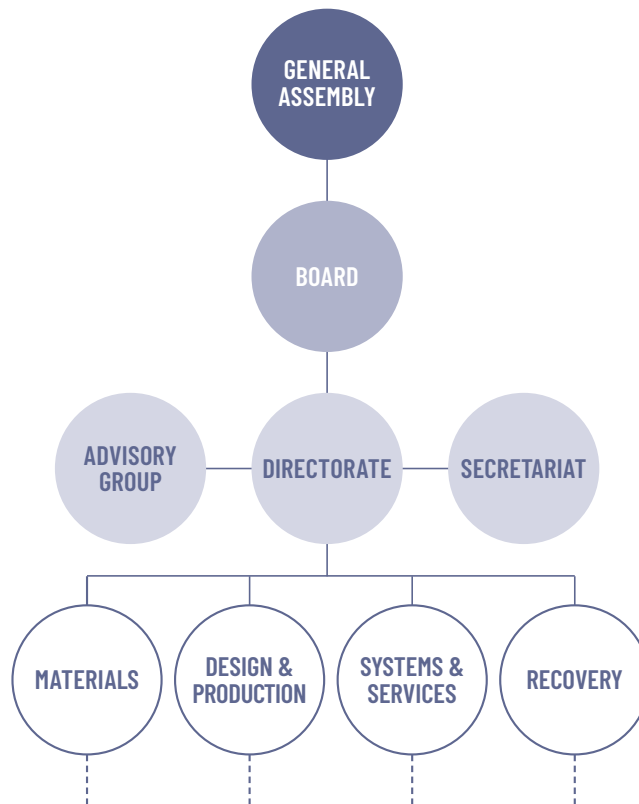 GENERAL
ASSEMBLY
BOARD
ADVISORY
GROUP
DIRECTORATE
SECRETARIAT
MATERIALS
DESIGN &
PRODUCTION
SYSTEMS &
SERVICES
RECOVERY